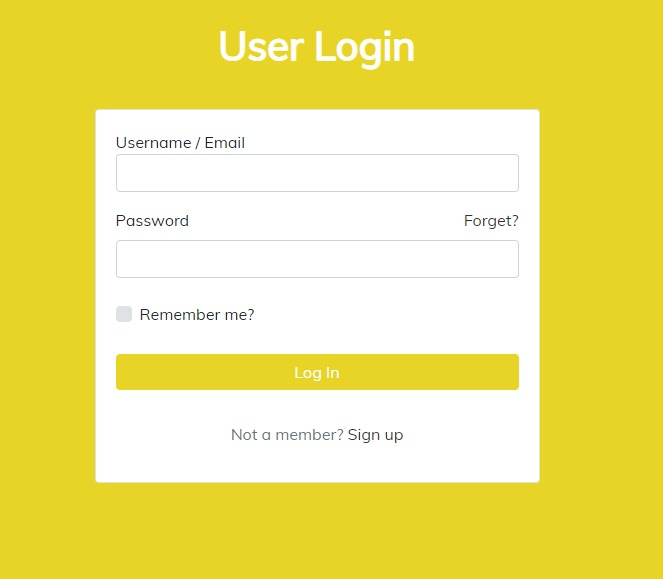 User Login
Username / Email
Password Forget?
Remember me?
Log In
Not a member? Sign up